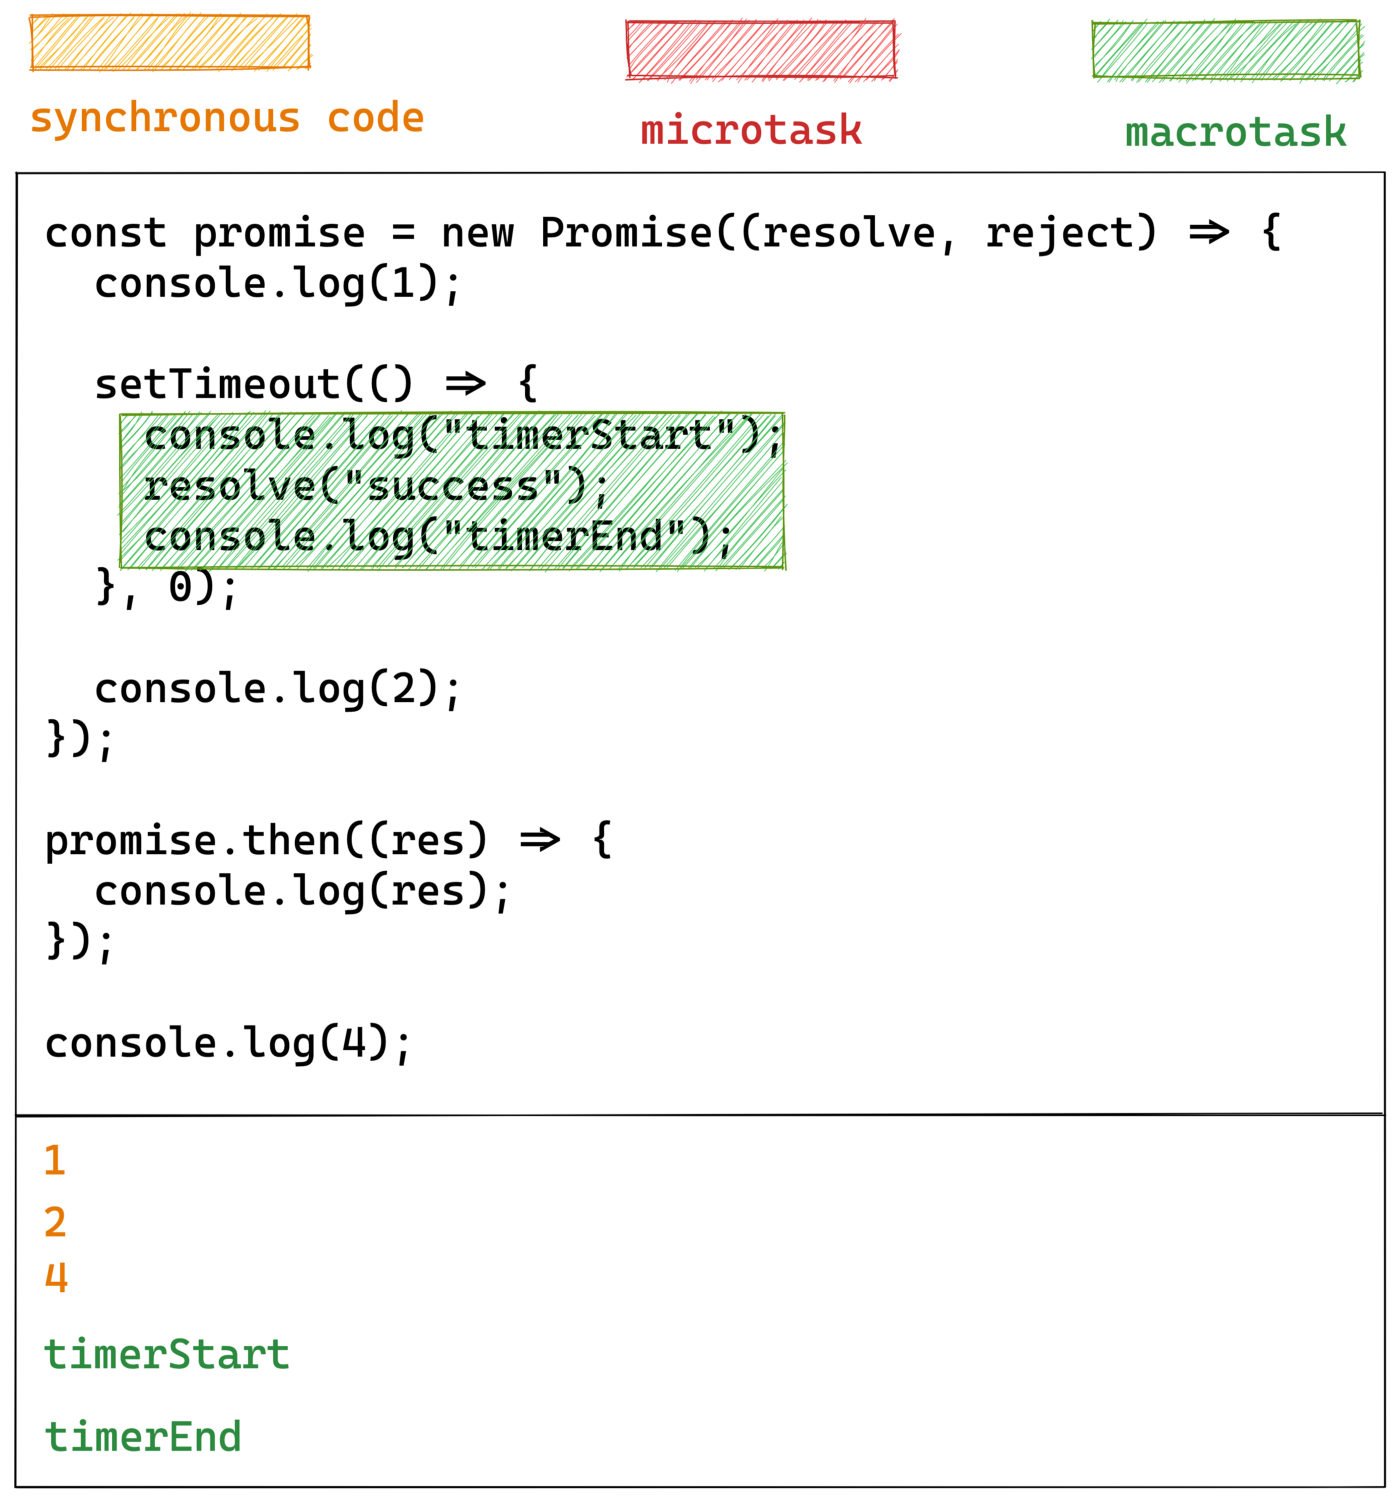 synchronous code
microtask
macrotask
const promise = new Promise((resolve, reject) => {
  console.log(1);
  setTimeout(() => {
    console.log("timerStart");
    resolve("success");
    console.log("timerEnd");
  }, 0);
  console.log(2);
});
promise.then((res) => {
  console.log(res);
});
console.log(4);
1
2
4
timerStart
timerEnd